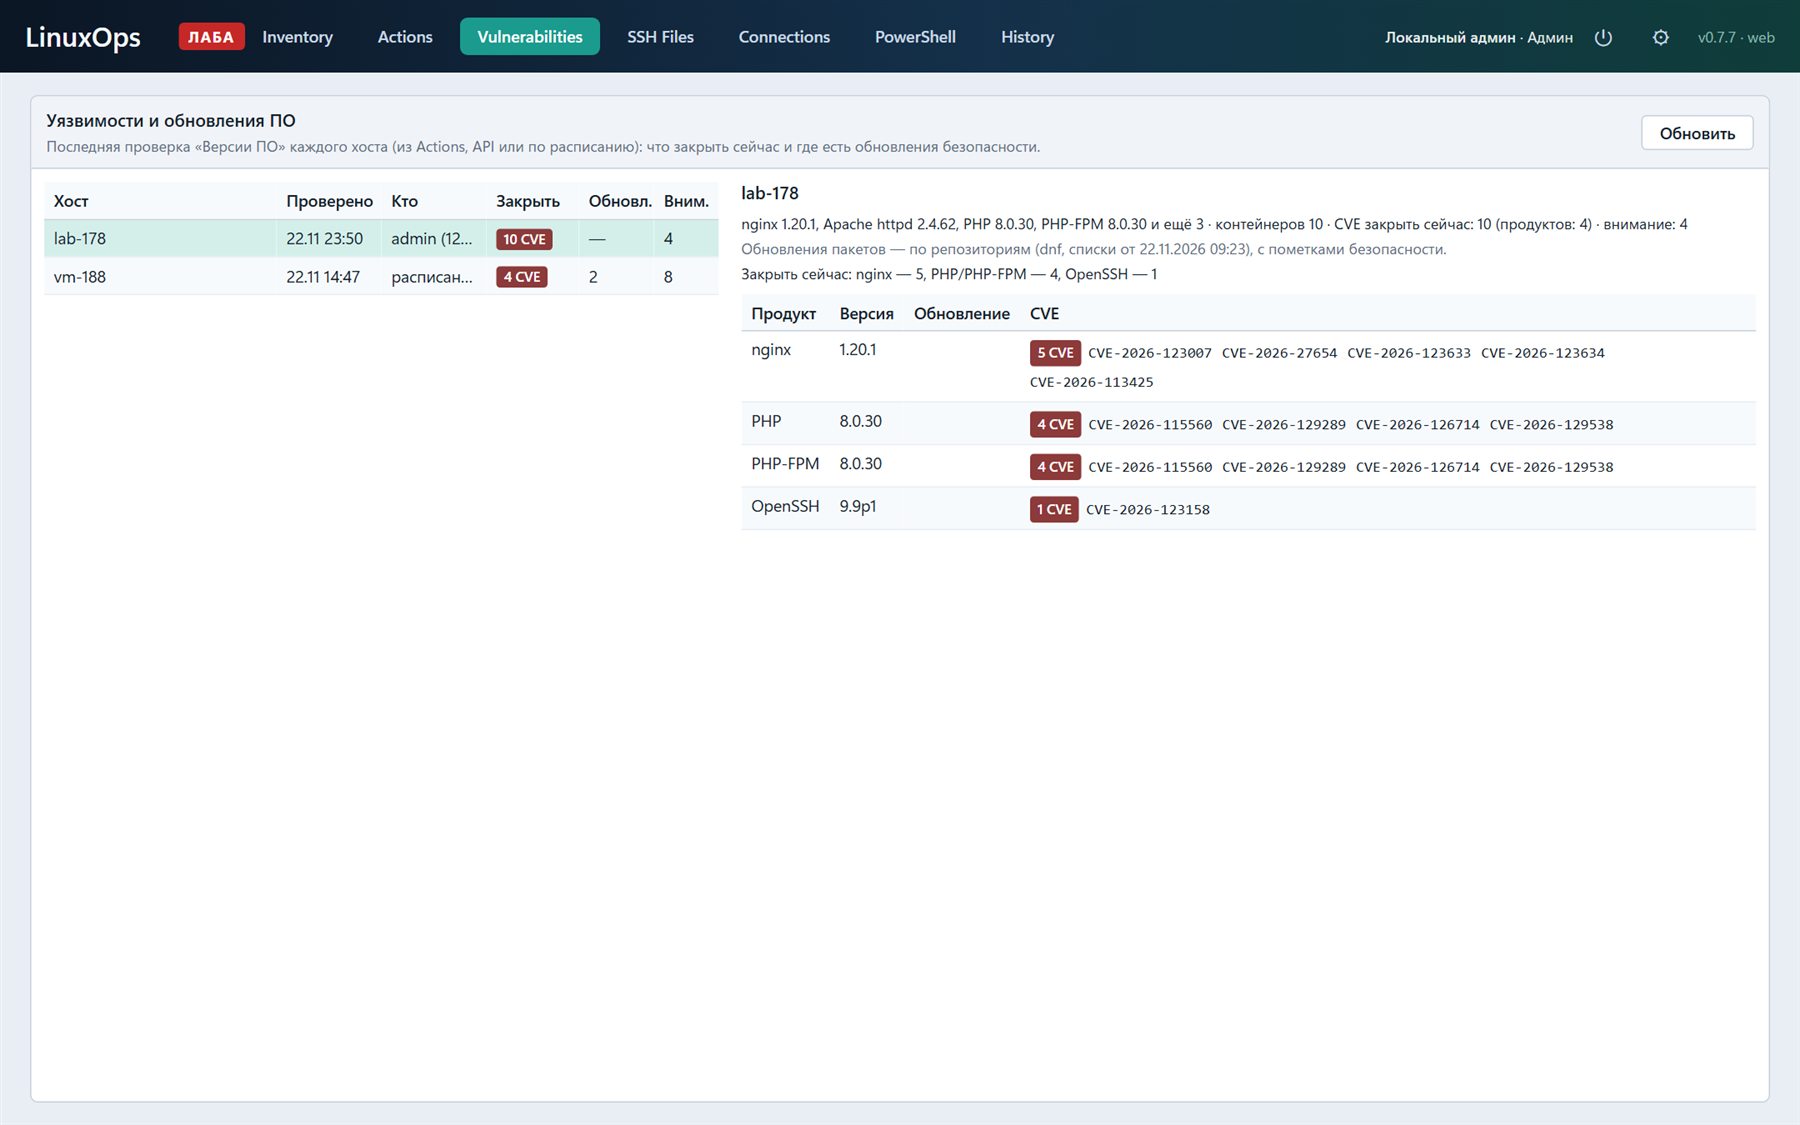 LinuxOps ЛАБА Inventory Actions Vulnerabilities SSH Files Connections PowerShell History Локальный админ · Админ v0.7.7 · web
Уязвимости и обновления ПО
Последняя проверка «Версии ПО» каждого хоста (из Actions, API или по расписанию): что закрыть сейчас и где есть обновления безопасности.
Обновить
Хост Проверено Кто Закрыть Обновл. Вним.
lab-178 22.11 23:50 admin (12... 10 CVE — 4
vm-188 22.11 14:47 расписан... 4 CVE 2 8
lab-178
nginx 1.20.1, Apache httpd 2.4.62, PHP 8.0.30, PHP-FPM 8.0.30 и ещё 3 · контейнеров 10 · CVE закрыть сейчас: 10 (продуктов: 4) · внимание: 4
Обновления пакетов — по репозиториям (dnf, списки от 22.11.2026 09:23), с пометками безопасности.
Закрыть сейчас: nginx — 5, PHP/PHP-FPM — 4, OpenSSH — 1
Продукт Версия Обновление CVE
nginx 1.20.1 5 CVE CVE-2026-123007 CVE-2026-27654 CVE-2026-123633 CVE-2026-123634
CVE-2026-113425
PHP 8.0.30 4 CVE CVE-2026-115560 CVE-2026-129289 CVE-2026-126714 CVE-2026-129538
PHP-FPM 8.0.30 4 CVE CVE-2026-115560 CVE-2026-129289 CVE-2026-126714 CVE-2026-129538
OpenSSH 9.9p1 1 CVE CVE-2026-123158